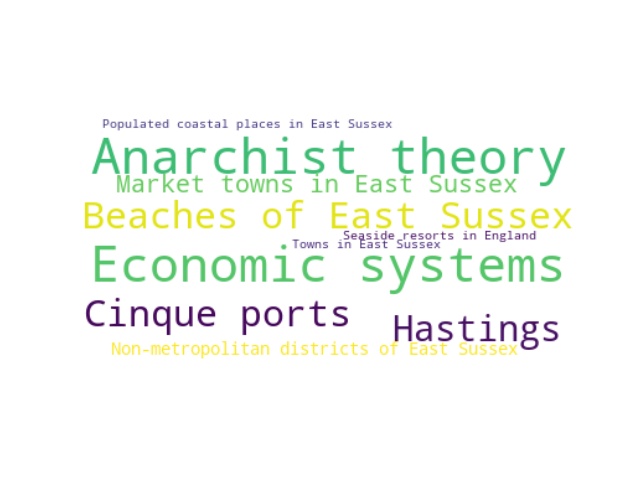 Populated coastal places in East Sussex
Anarchist theory
Market towns in East Sussex
Beaches of East Sussex
Seaside resorts in England
Towns in East Sussex
Economic systems
Cinque ports
Hastings
Non-metropolitan districts of East Sussex